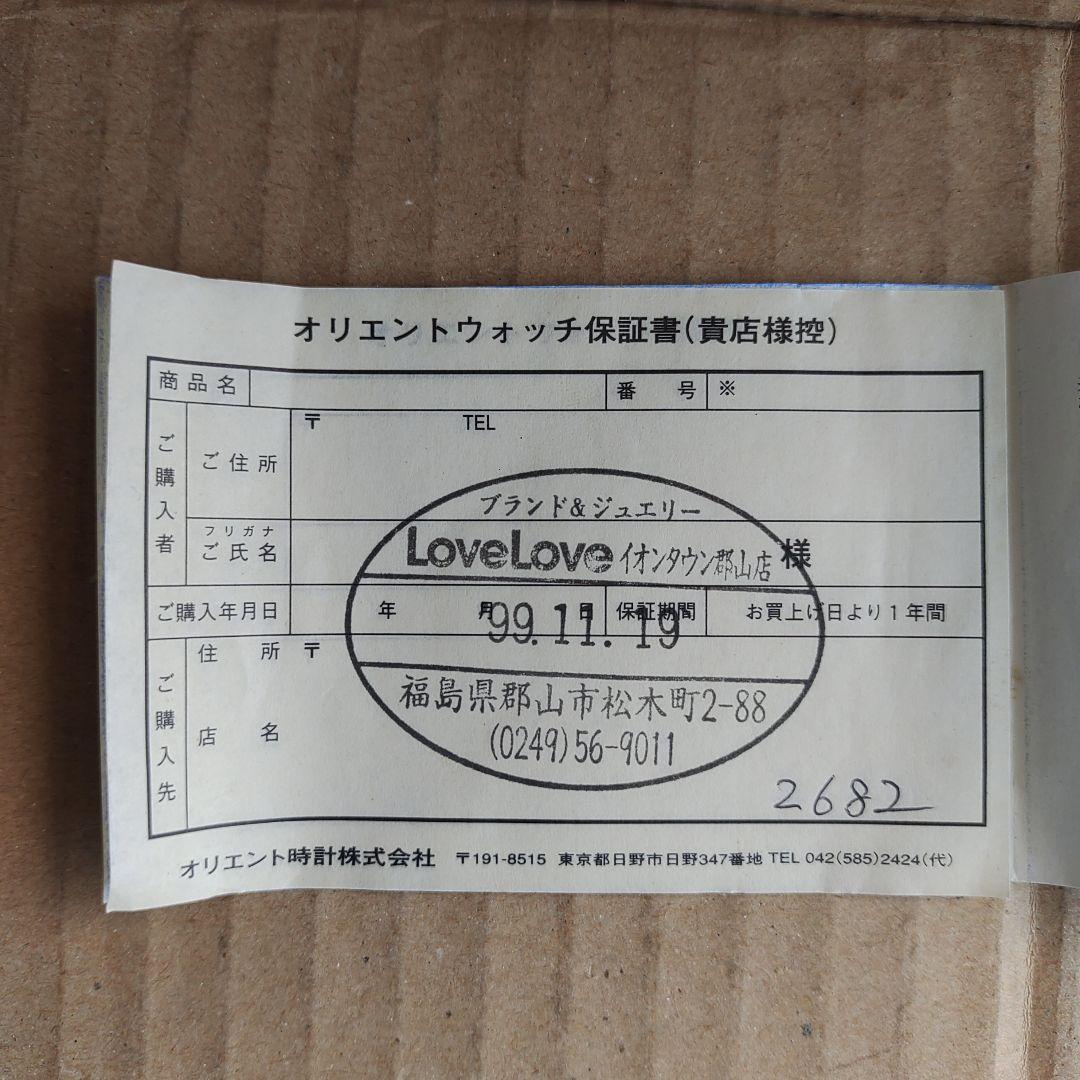 オリエントウォッチ保証書(貴店様控)
商品名
番号 ※
ご購入者
ご住所 〒 TEL
フリガナ
ご氏名 様
ご購入年月日 年 月 日 保証期間 お買上げ日より1年間
ご購入先
住所 〒
店名
ブランド&ジュエリー
LoveLove イオンタウン郡山店
99.11.19
福島県郡山市松木町2-88
(0249)56-9011
2682
オリエント時計株式会社 〒191-8515 東京都日野市日野347番地 TEL 042(585)2424(代)